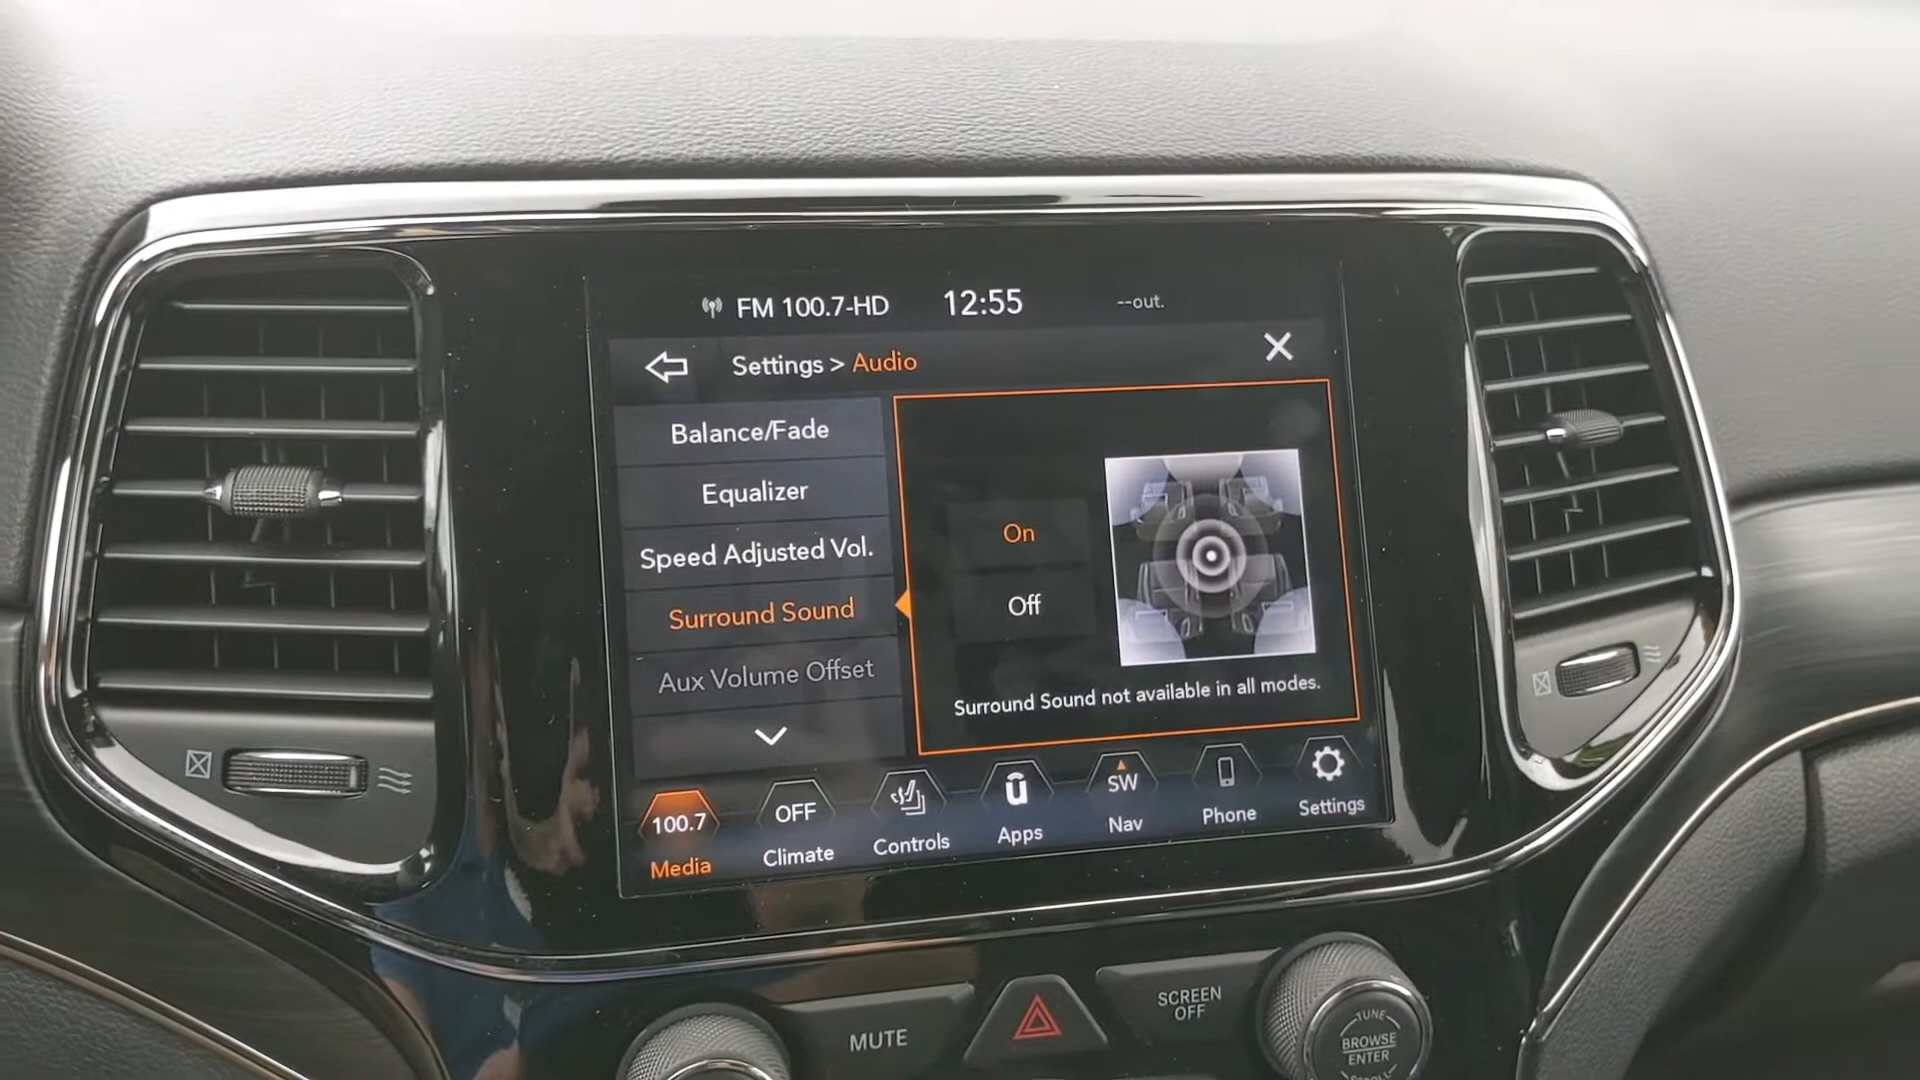 FM 100.7-HD 12:55 --out.
Settings > Audio
Balance/Fade
Equalizer
Speed Adjusted Vol.
Surround Sound
Aux Volume Offset
On
Off
Surround Sound not available in all modes.
100.7
Media
OFF
Climate
Controls
Apps
SW
Nav
Phone
Settings
MUTE
SCREEN
OFF
TUNE
BROWSE
ENTER
SCROLL